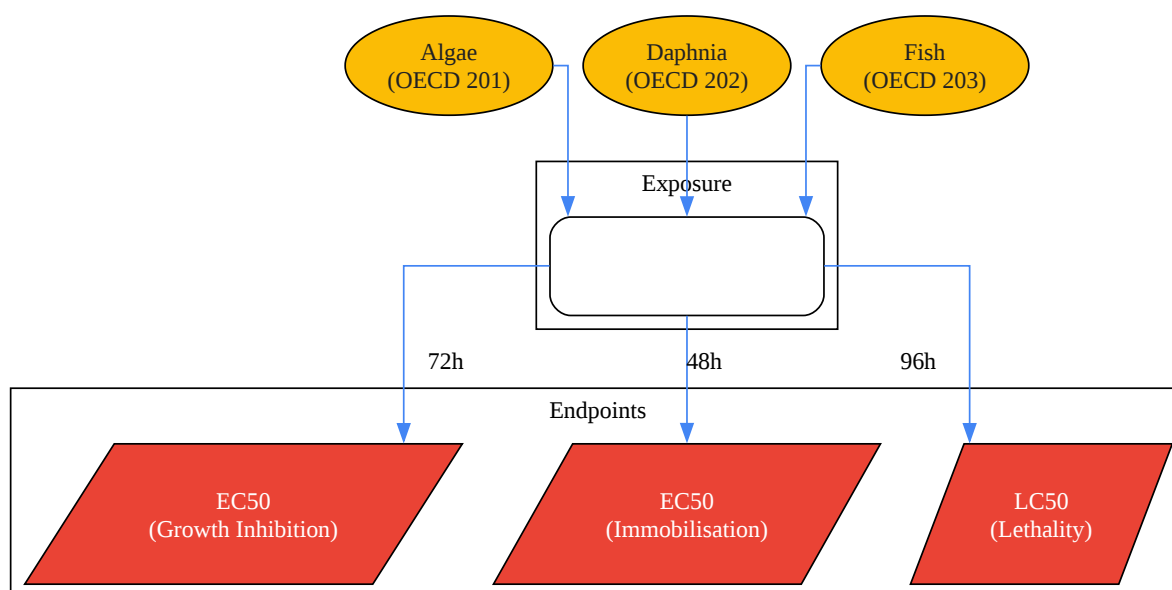 Algae
(OECD 201)
Daphnia
(OECD 202)
Fish
(OECD 203)
Exposure
72h
48h
96h
Endpoints
EC50
(Growth Inhibition)
EC50
(Immobilisation)
LC50
(Lethality)